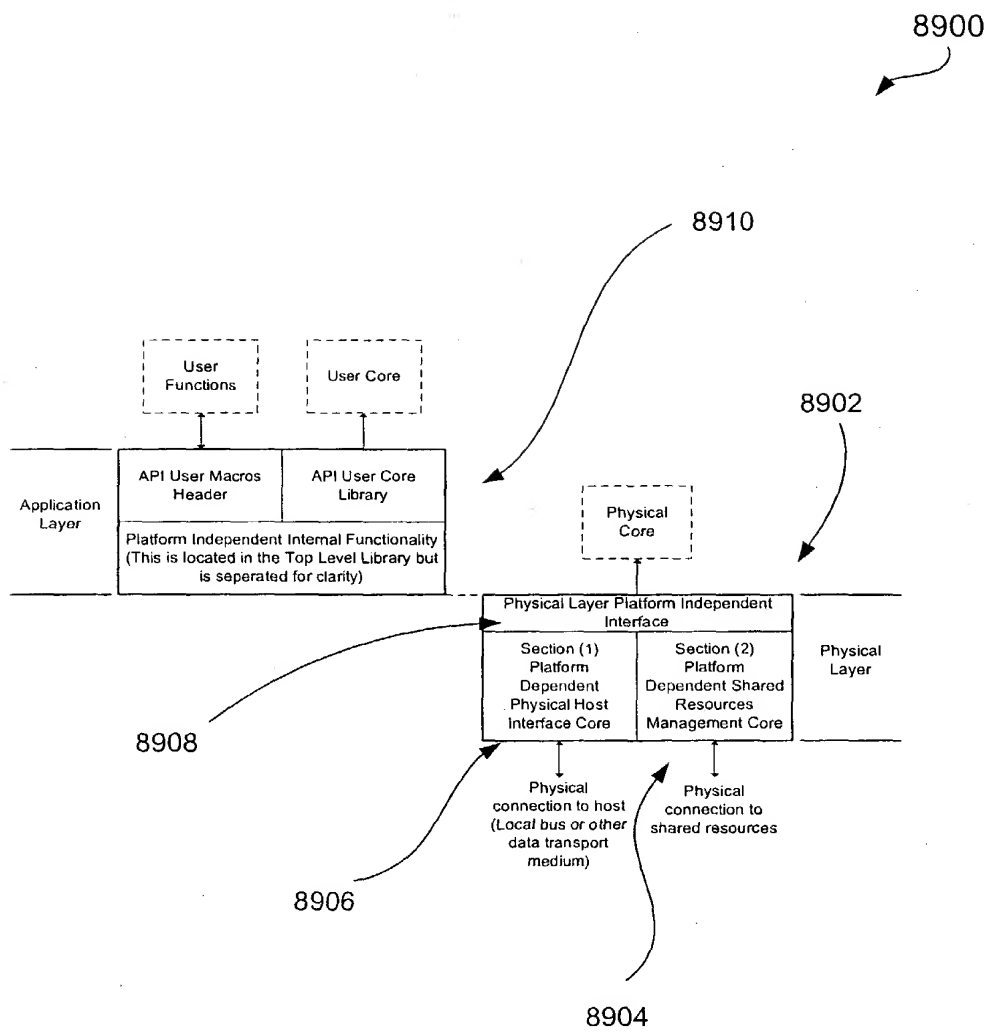 8900
8910
User
Functions
User Core
8902
Application
Layer
API User Macros
Header
API User Core
Library
Platform Independent Internal Functionality
(This is located in the Top Level Library but
is seperated for clarity)
Physical
Core
Physical Layer Platform Independent
Interface
Section (1)
Platform
Dependent
Physical Host
Interface Core
Section (2)
Platform
Dependent Shared
Resources
Management Core
Physical
Layer
8908
Physical
connection to host
(Local bus or other
data transport
medium)
Physical
connection to
shared resources
8906
8904